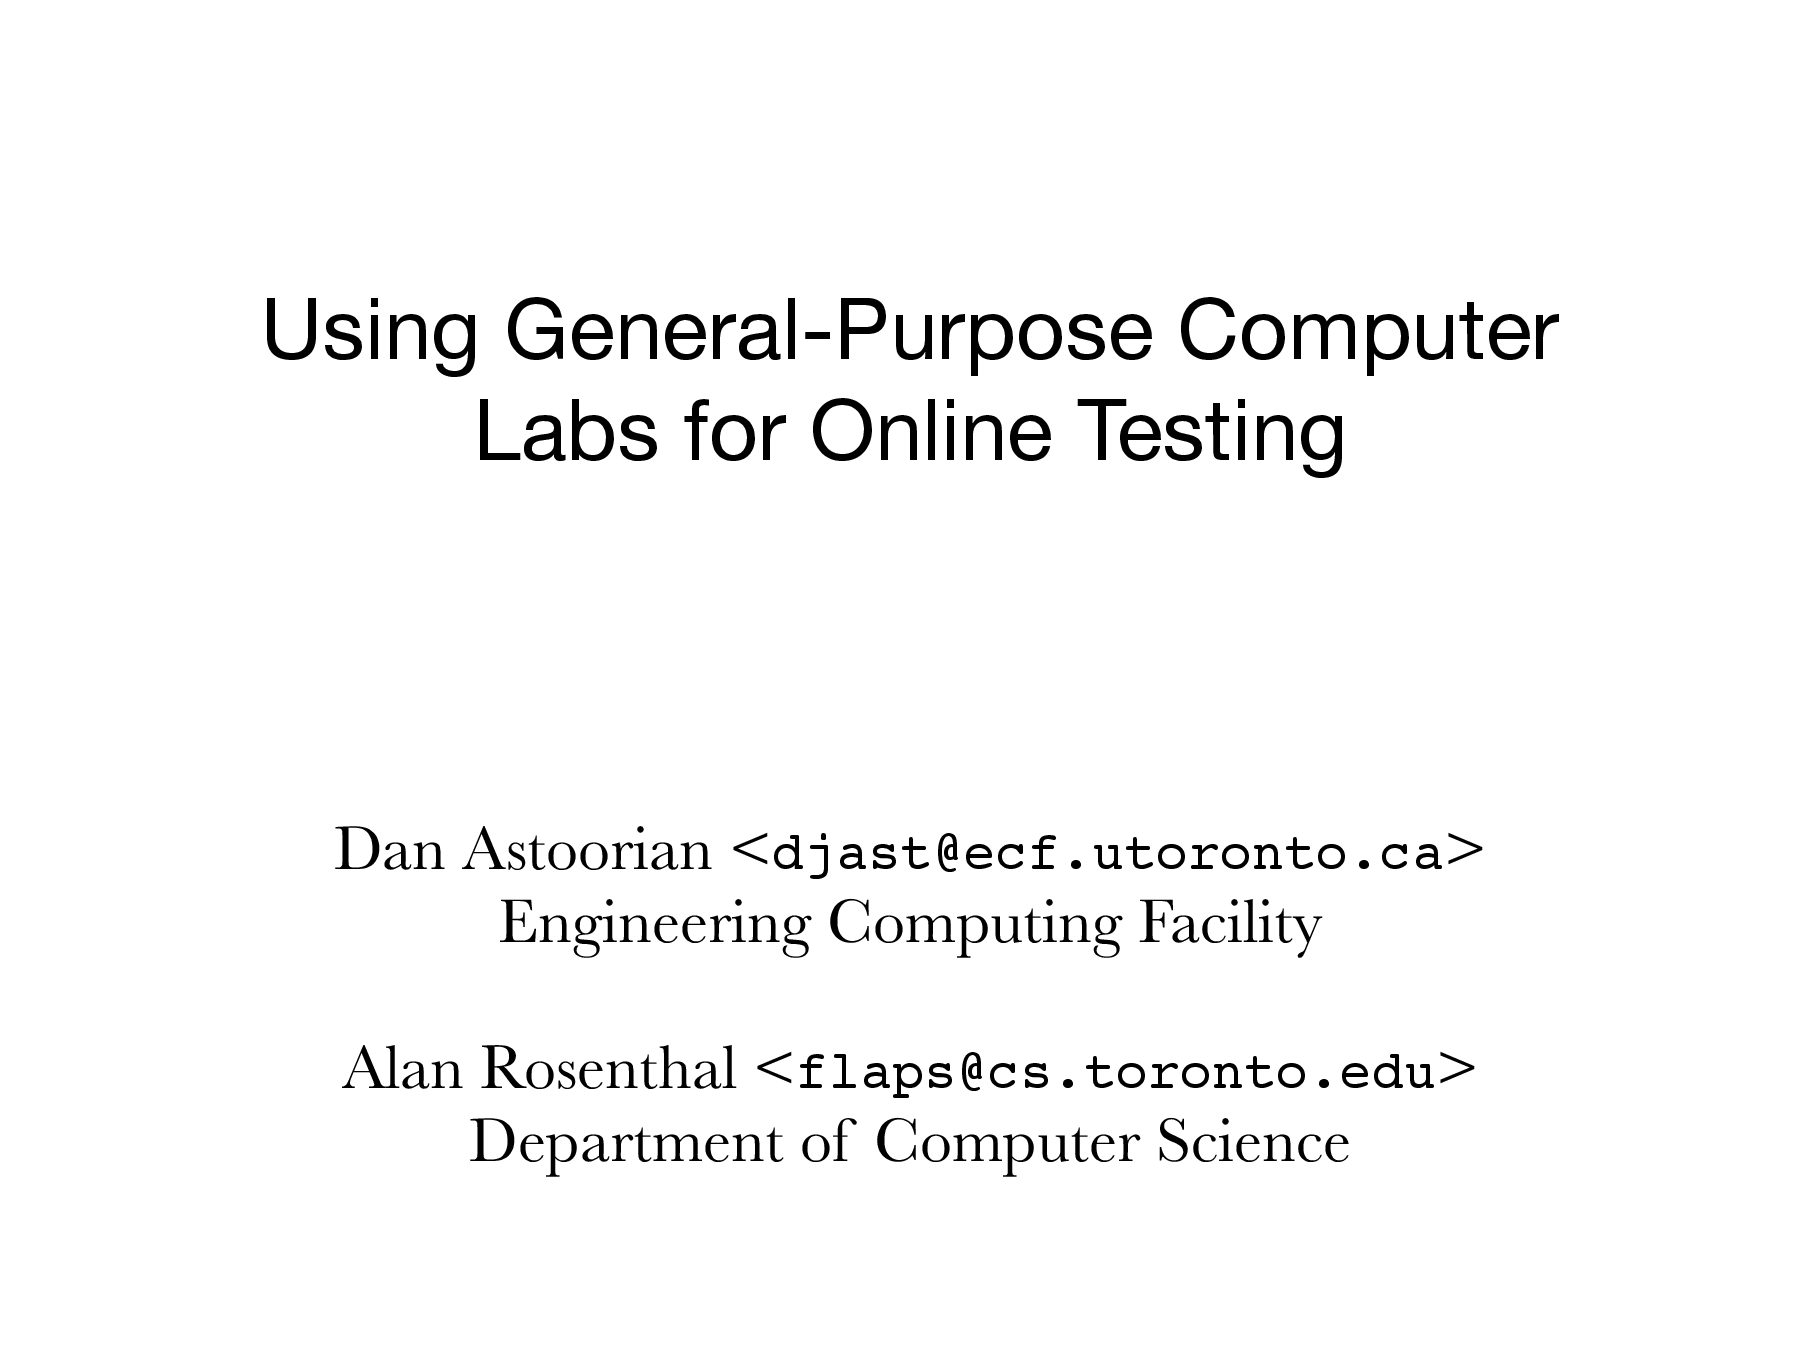 Using General-Purpose Computer
Labs for Online Testing
Dan Astoorian <djast@ecf.utoronto.ca>
Engineering Computing Facility
Alan Rosenthal <flaps@cs.toronto.edu>
Department of Computer Science